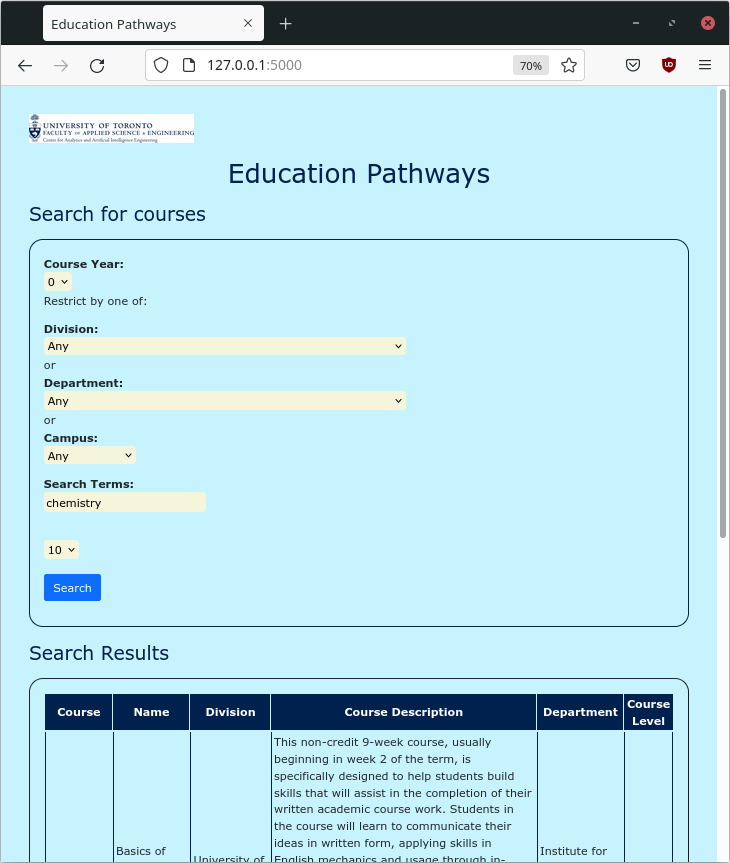 Education Pathways
127.0.0.1:5000
70%
UNIVERSITY OF TORONTO
FACULTY OF APPLIED SCIENCE & ENGINEERING
Centre for Analytics and Artificial Intelligence Engineering
Education Pathways
Search for courses
Course Year:
0
Restrict by one of:
Division:
Any
or
Department:
Any
or
Campus:
Any
Search Terms:
chemistry
10
Search
Search Results
Course Name Division Course Description Department Course Level
This non-credit 9-week course, usually
beginning in week 2 of the term, is
specifically designed to help students build
skills that will assist in the completion of their
written academic course work. Students in
the course will learn to communicate their
Basics of ideas in written form, applying skills in Institute for
University of English mechanics and usage through in-